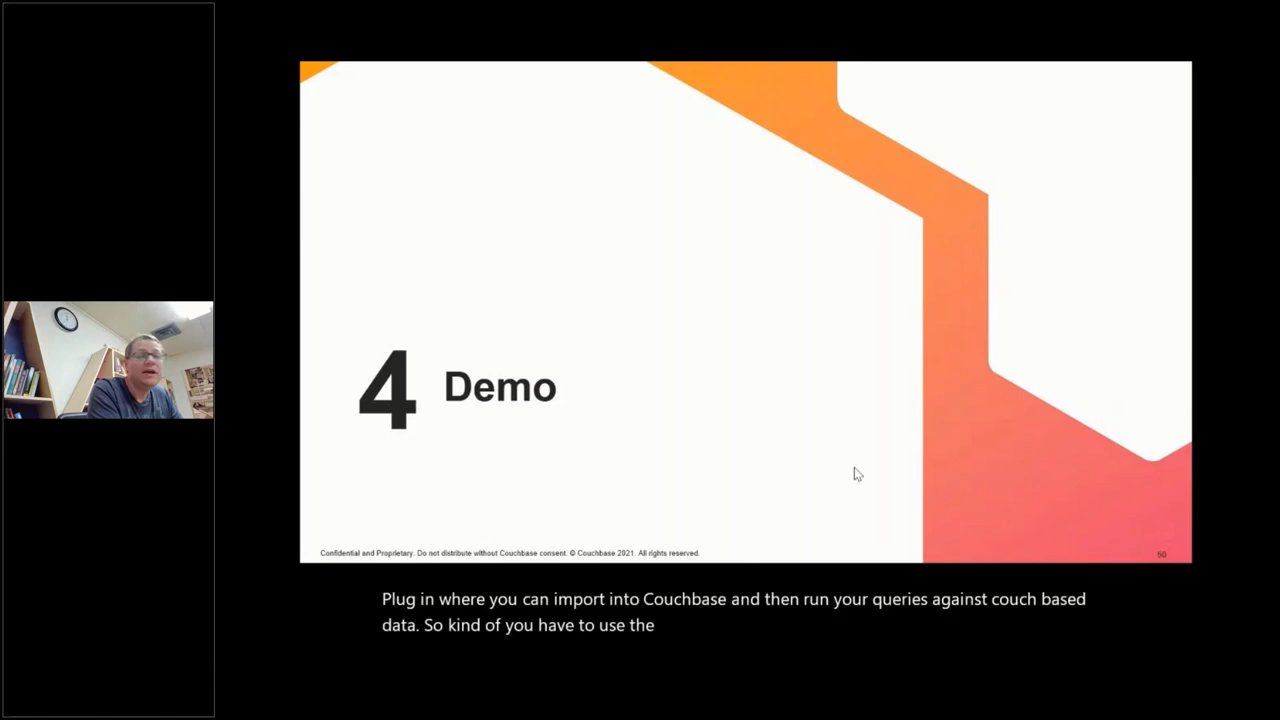 4 Demo
Confidential and Proprietary. Do not distribute without Couchbase consent. © Couchbase 2021. All rights reserved.
50
Plug in where you can import into Couchbase and then run your queries against couch based
data. So kind of you have to use the